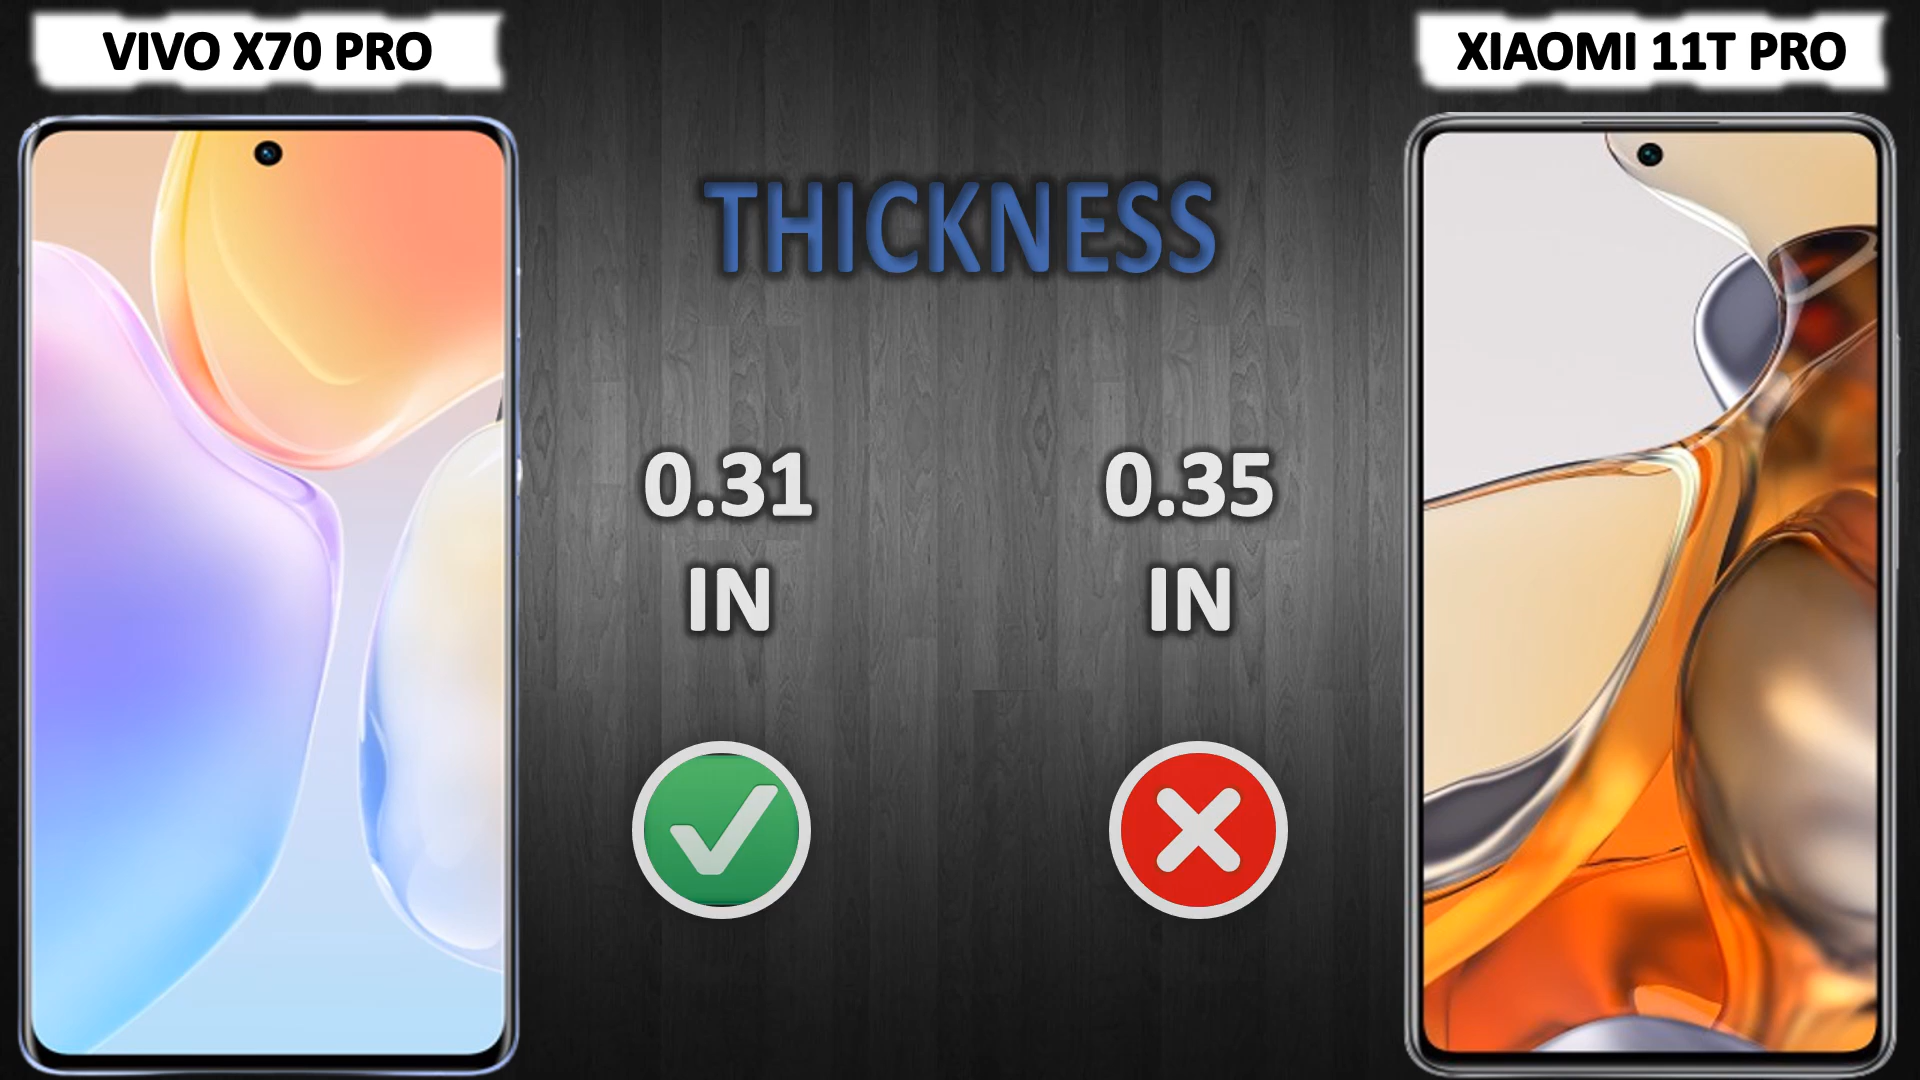 VIVO X70 PRO
XIAOMI 11T PRO
THICKNESS
0.31
IN
0.35
IN